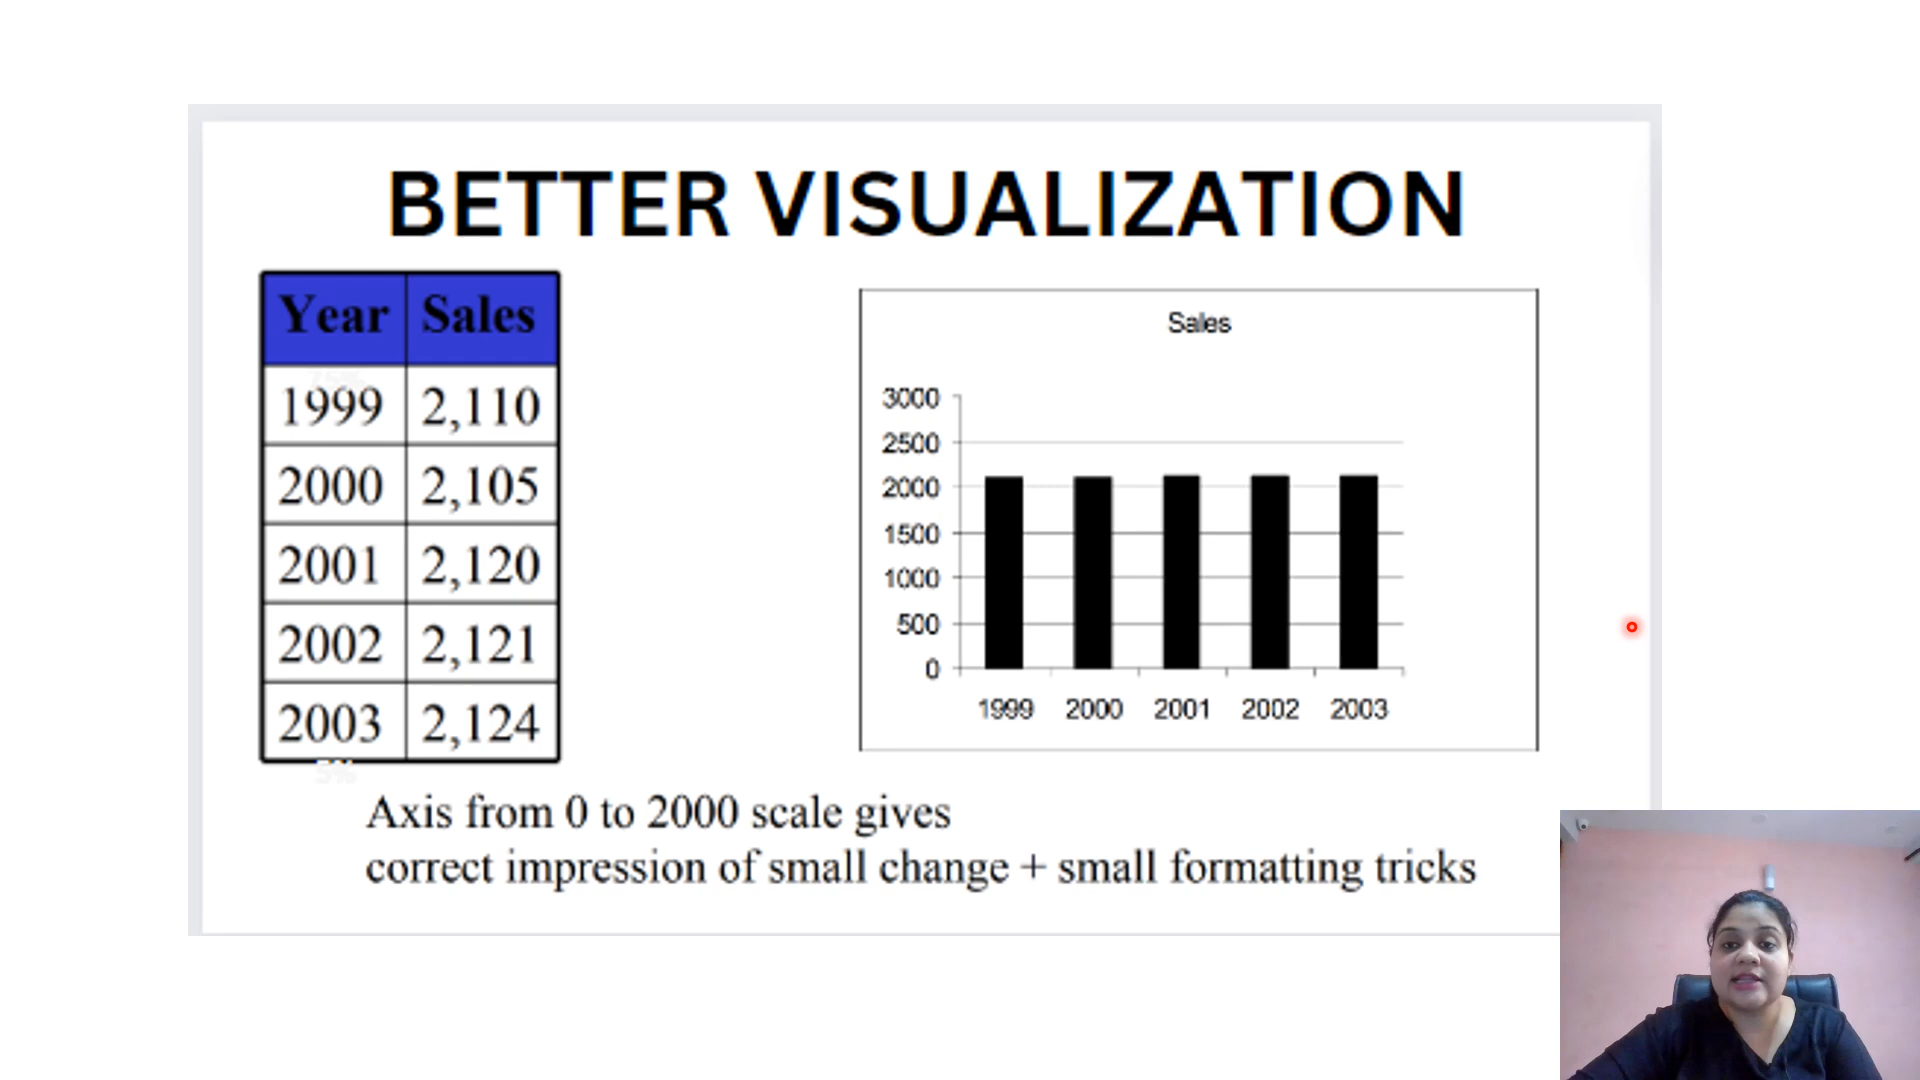 BETTER VISUALIZATION
Year Sales
1999 2,110
2000 2,105
2001 2,120
2002 2,121
2003 2,124
5%
Sales
3000
2500
2000
1500
1000
500
0
1999 2000 2001 2002 2003
Axis from 0 to 2000 scale gives
correct impression of small change + small formatting tricks